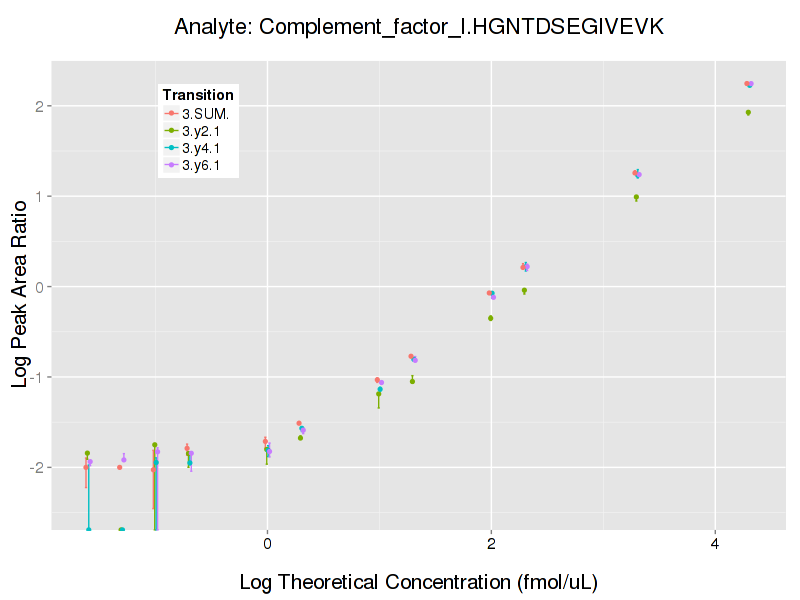 Analyte: Complement_factor_I.HGNTDSEGIVEVK
Transition
3.SUM.
3.y2.1
3.y4.1
3.y6.1
2
1
0
-1
-2
Log Peak Area Ratio
0
2
4
Log Theoretical Concentration (fmol/uL)